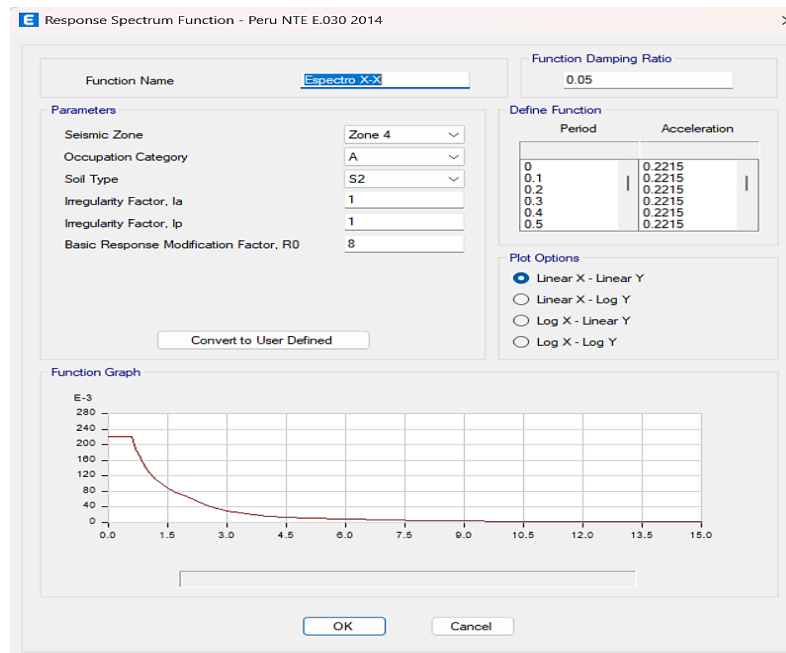 E Response Spectrum Function - Peru NTE E.030 2014
Function Name Espectro X-X
Function Damping Ratio
0.05
Parameters
Seismic Zone Zone 4
Occupation Category A
Soil Type S2
Irregularity Factor, Ia 1
Irregularity Factor, Ip 1
Basic Response Modification Factor, R0 8
Convert to User Defined
Define Function
Period Acceleration
0 0.2215
0.1 0.2215
0.2 0.2215
0.3 0.2215
0.4 0.2215
0.5 0.2215
Plot Options
Linear X - Linear Y
Linear X - Log Y
Log X - Linear Y
Log X - Log Y
Function Graph
E-3
280
240
200
160
120
80
40
0
0.0 1.5 3.0 4.5 6.0 7.5 9.0 10.5 12.0 13.5 15.0
OK Cancel